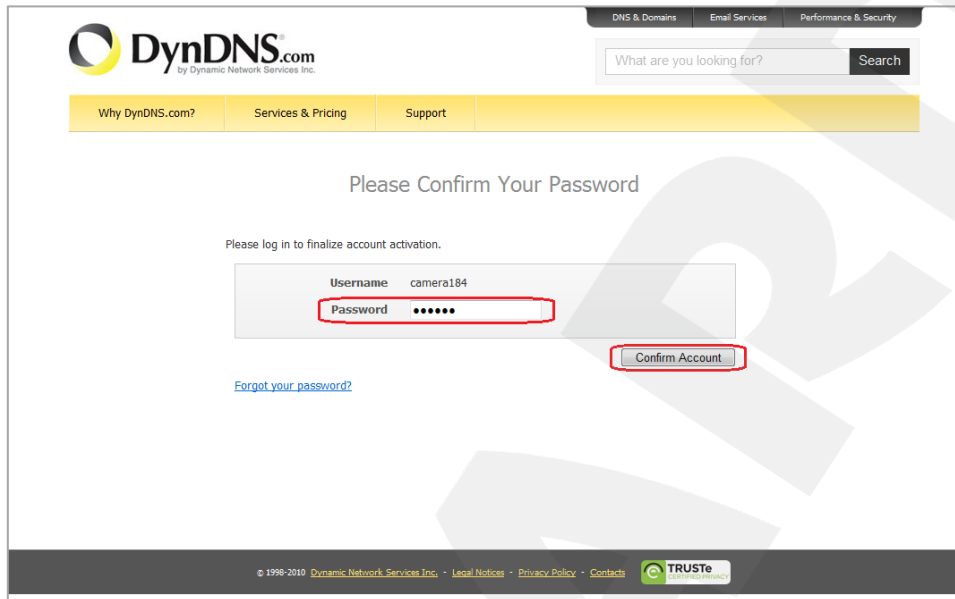 DNS & Domains Email Services Performance & Security
DynDNS.com
by Dynamic Network Services Inc.
What are you looking for? Search
Why DynDNS.com? Services & Pricing Support
Please Confirm Your Password
Please log in to finalize account activation.
Username camera184
Password ●●●●●●
Confirm Account
Forgot your password?
© 1998-2010 Dynamic Network Services Inc. - Legal Notices - Privacy Policy - Contacts
TRUSTe
CERTIFIED PRIVACY